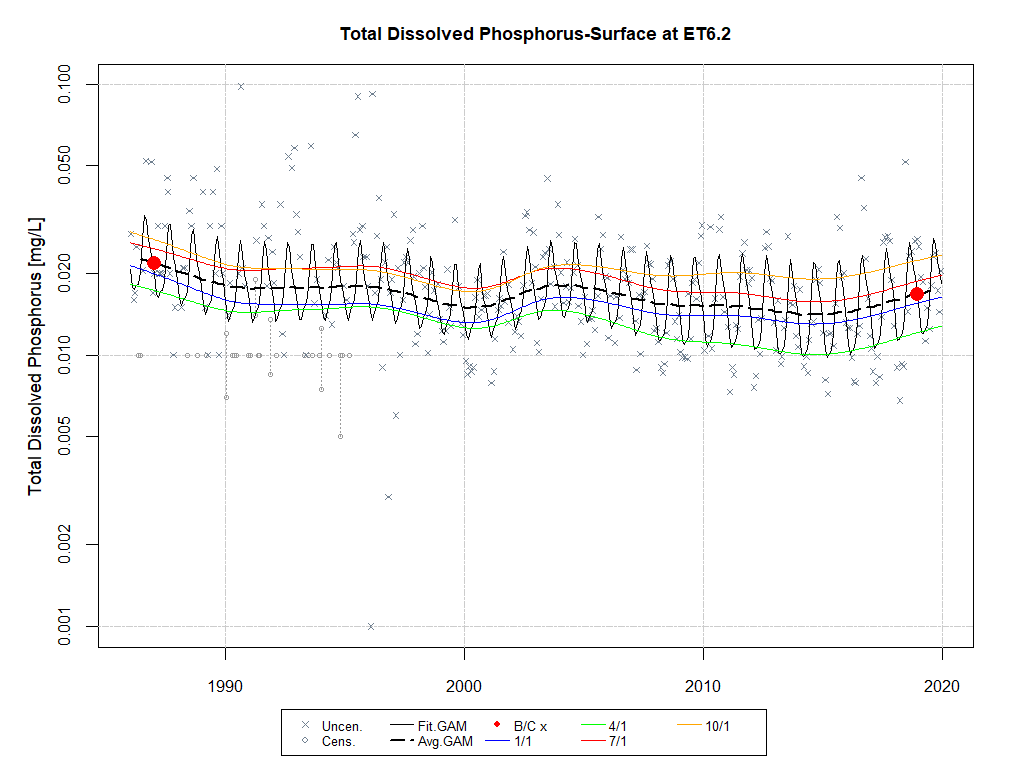 Total Dissolved Phosphorus-Surface at ET6.2
Total Dissolved Phosphorus [mg/L]
0.100
0.050
0.020
0.010
0.005
0.002
0.001
1990 2000 2010 2020
Uncen. Fit.GAM B/C x 4/1 10/1
Cens. Avg.GAM 1/1 7/1